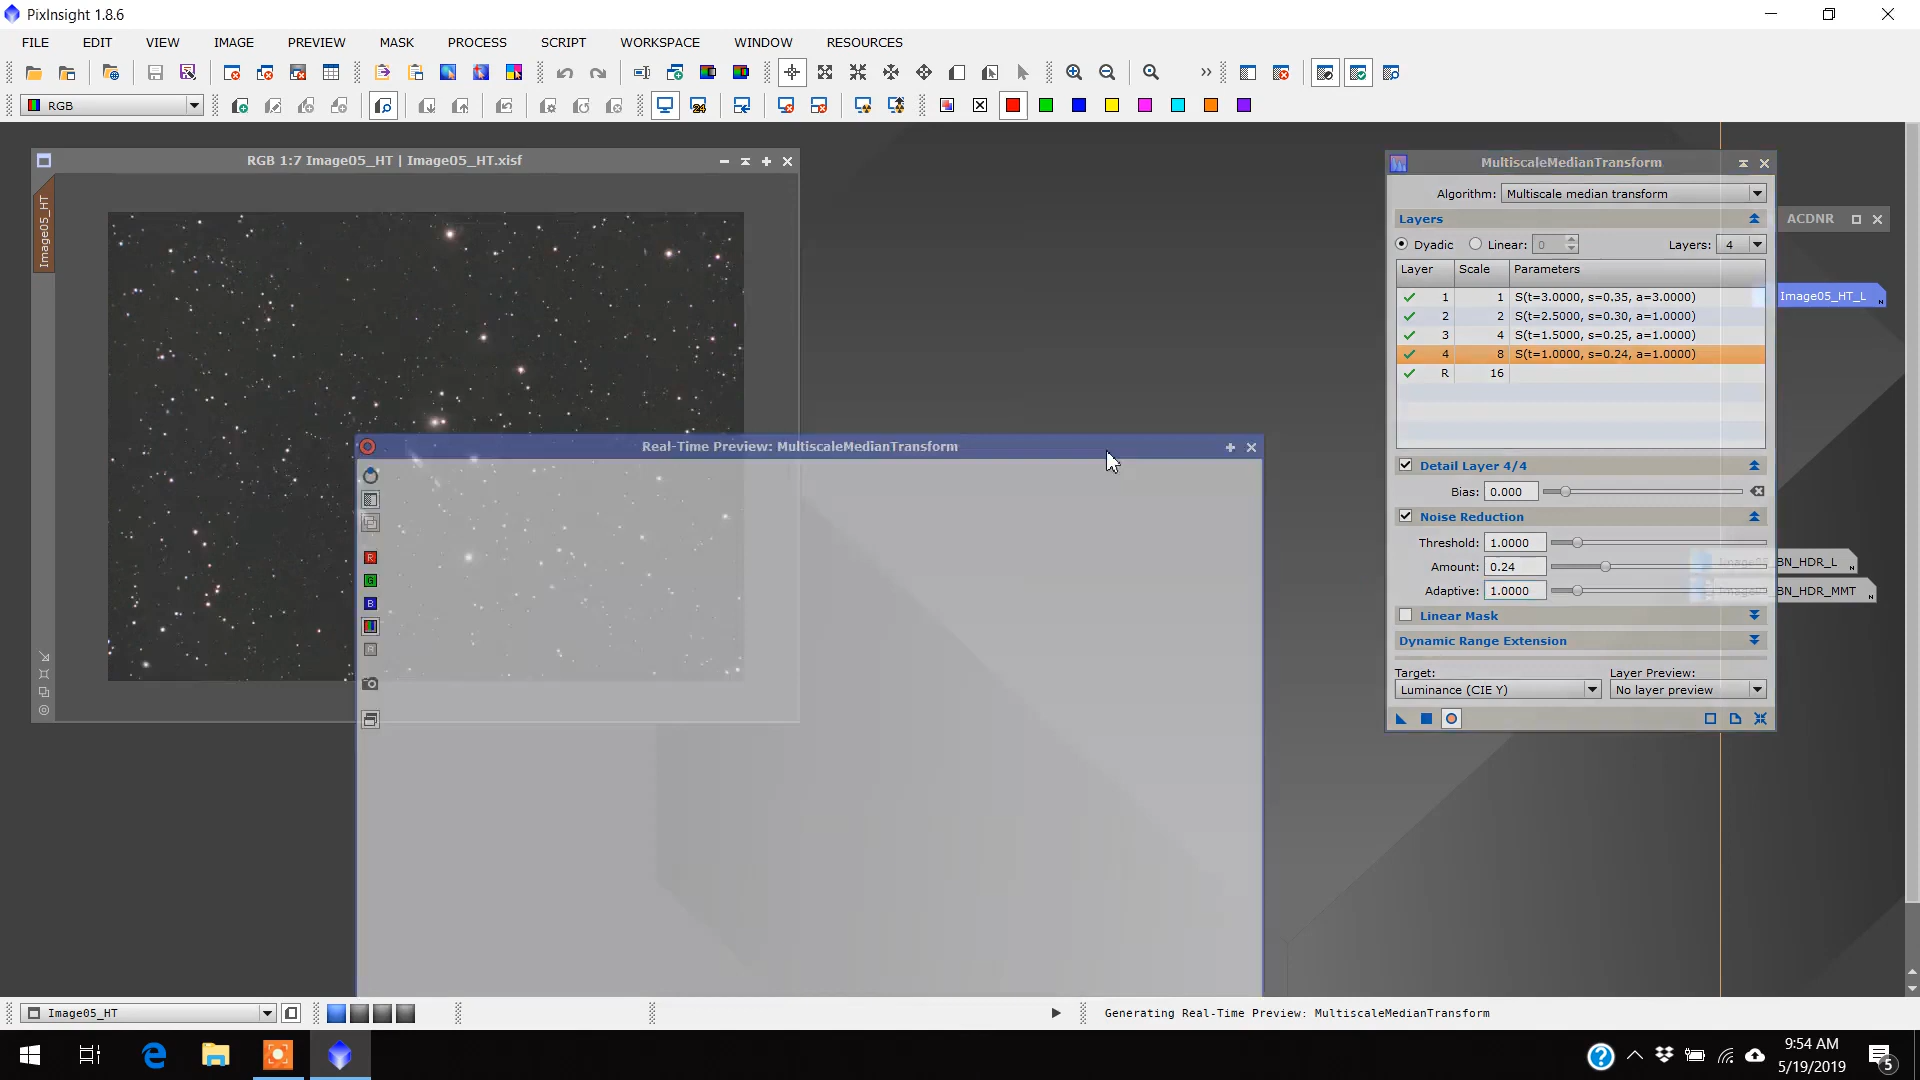 PixInsight 1.8.6
FILE EDIT VIEW IMAGE PREVIEW MASK PROCESS SCRIPT WORKSPACE WINDOW RESOURCES
24
RGB
RGB 1:7 Image05_HT | Image05_HT.xisf
Image05_HT
Real-Time Preview: MultiscaleMedianTransform
R
G
B
MultiscaleMedianTransform
Algorithm: Multiscale median transform
Layers
Dyadic Linear: 0 Layers: 4
Layer Scale Parameters
1 1 S(t=3.0000, s=0.35, a=3.0000)
2 2 S(t=2.5000, s=0.30, a=1.0000)
3 4 S(t=1.5000, s=0.25, a=1.0000)
4 8 S(t=1.0000, s=0.24, a=1.0000)
R 16
Detail Layer 4/4
Bias: 0.000
Noise Reduction
Threshold: 1.0000
Amount: 0.24
Adaptive: 1.0000
Linear Mask
Dynamic Range Extension
Target: Layer Preview:
Luminance (CIE Y) No layer preview
ACDNR
Image05_HT_L
BN_HDR_L
BN_HDR_MMT
Image05_HT
Generating Real-Time Preview: MultiscaleMedianTransform
9:54 AM
5/19/2019
5